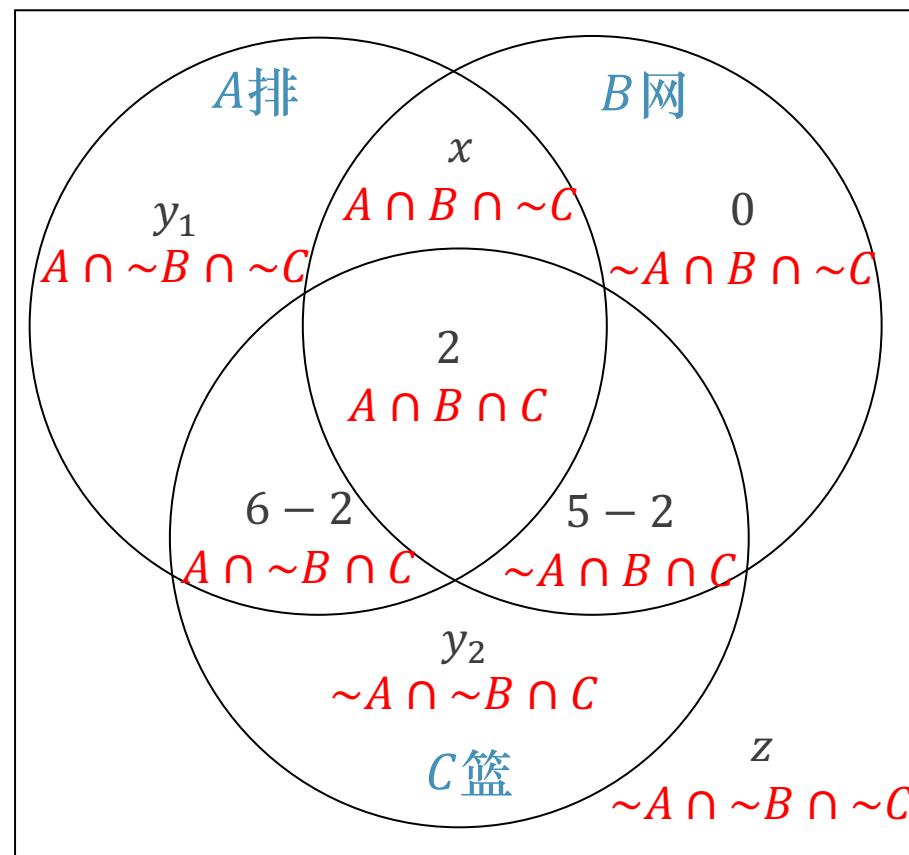 A排
B网
x
A ∩ B ∩ ~C
y₁
A ∩ ~B ∩ ~C
0
~A ∩ B ∩ ~C
2
A ∩ B ∩ C
6 − 2
A ∩ ~B ∩ C
5 − 2
~A ∩ B ∩ C
y₂
~A ∩ ~B ∩ C
C篮
z
~A ∩ ~B ∩ ~C